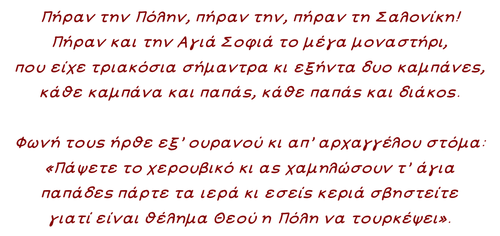 Πήραν την Πόλην, πήραν την, πήραν τη Σαλονίκη!
Πήραν και την Αγιά Σοφιά το μέγα μοναστήρι,
που είχε τριακόσια σήμαντρα κι εξήντα δυο καμπάνες,
κάθε καμπάνα και παπάς, κάθε παπάς και διάκος.

Φωνή τους ήρθε εξ’ ουρανού κι απ’ αρχαγγέλου στόμα:
«Πάψετε το χερουβικό κι ας χαμηλώσουν τ’ άγια
παπάδες πάρτε τα ιερά κι εσείς κεριά σβηστείτε
γιατί είναι θέλημα Θεού η Πόλη να τουρκέψει».